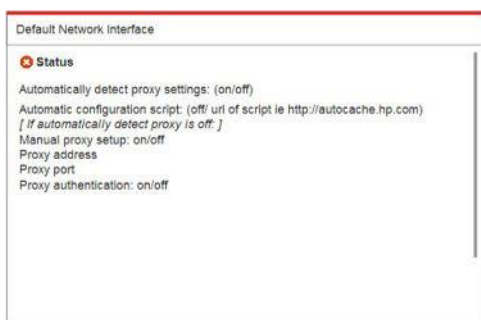 Default Network Interface
Status
Automatically detect proxy settings: (on/off)
Automatic configuration script: (off/ url of script ie http://autocache.hp.com)
[ If automatically detect proxy is off: ]
Manual proxy setup: on/off
Proxy address
Proxy port
Proxy authentication: on/off